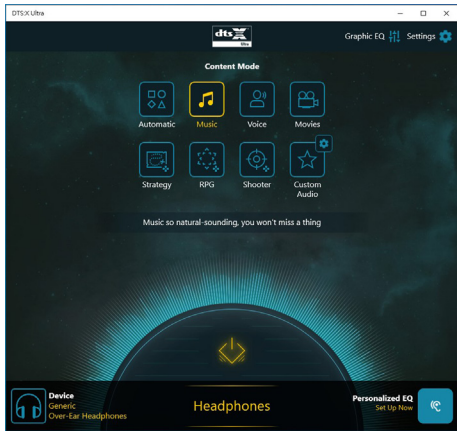 DTS:X Ultra
dts X
Ultra
Graphic EQ
Settings
Content Mode
Automatic
Music
Voice
Movies
Strategy
RPG
Shooter
Custom
Audio
Music so natural-sounding, you won't miss a thing
Device
Generic
Over-Ear Headphones
Headphones
Personalized EQ
Set Up Now